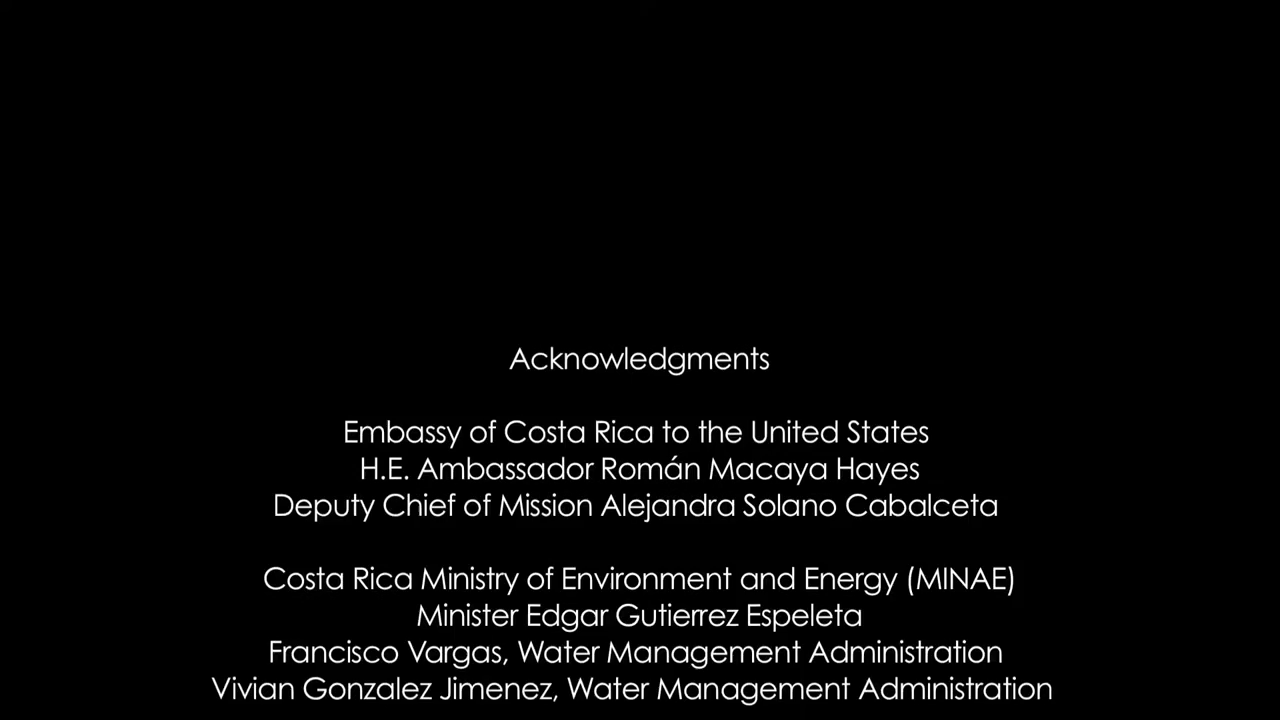 Acknowledgments
Embassy of Costa Rica to the United States
H.E. Ambassador Román Macaya Hayes
Deputy Chief of Mission Alejandra Solano Cabalceta
Costa Rica Ministry of Environment and Energy (MINAE)
Minister Edgar Gutierrez Espeleta
Francisco Vargas, Water Management Administration
Vivian Gonzalez Jimenez, Water Management Administration